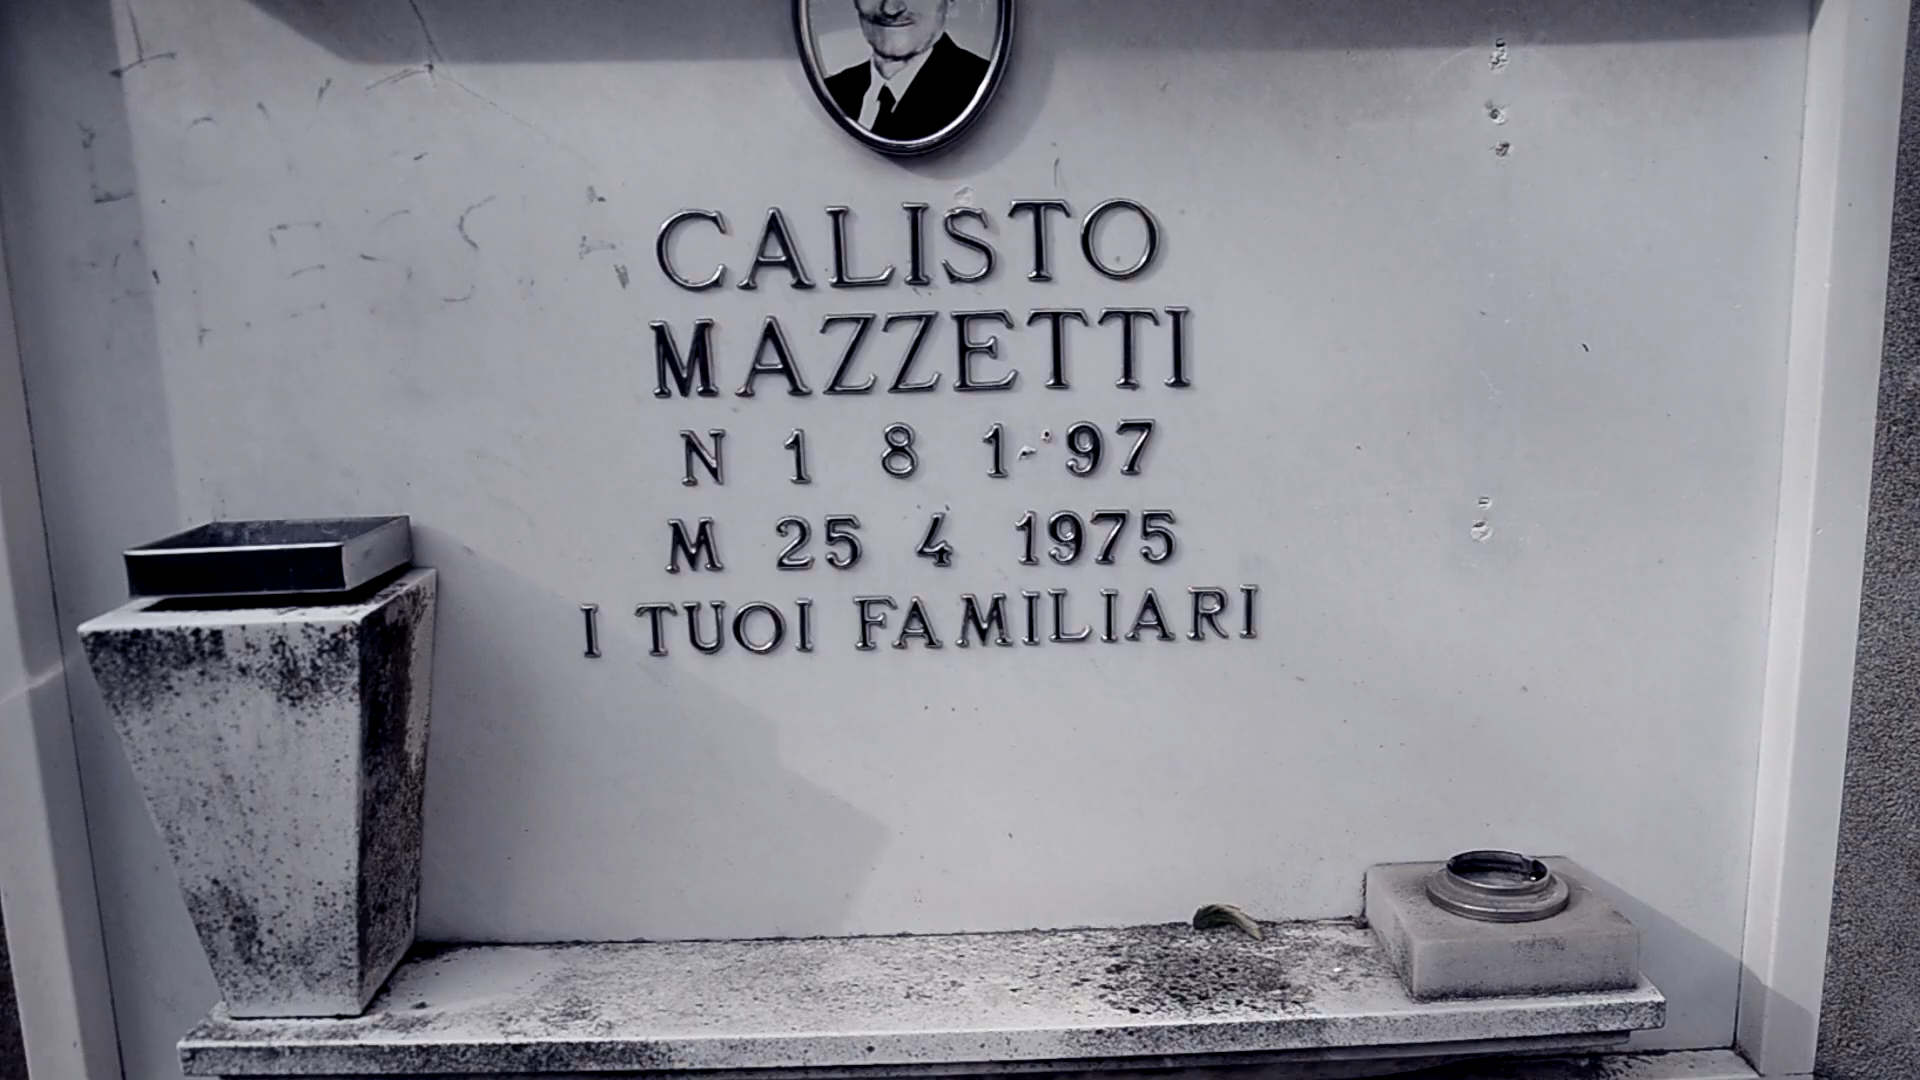 CALISTO
MAZZETTI
N 1 8 1 97
M 25 4 1975
I TUOI FAMILIARI